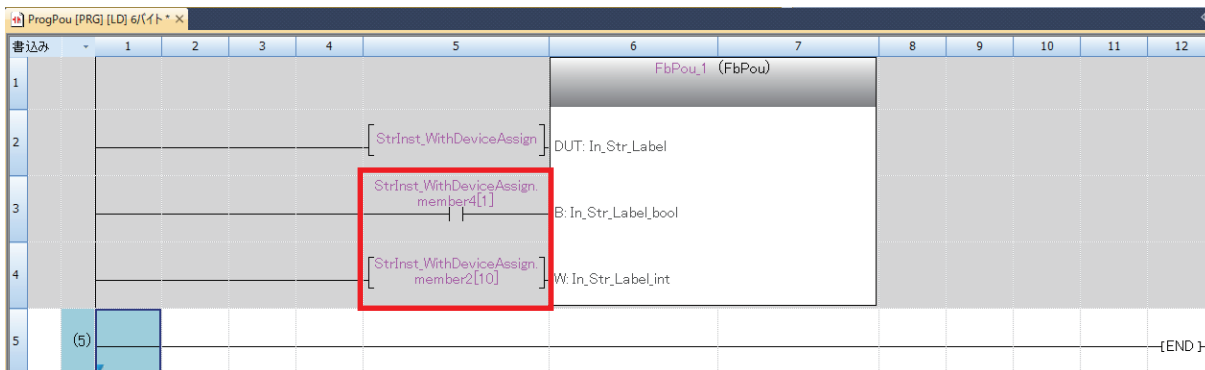 ProgPou [PRG] [LD] 6バイト *
書込み 1 2 3 4 5 6 7 8 9 10 11 12
1 FbPou_1 (FbPou)
2 StrInst_WithDeviceAssign DUT: In_Str_Label
StrInst_WithDeviceAssign.
3 member4[1] B: In_Str_Label_bool
StrInst_WithDeviceAssign.
4 member2[10] W: In_Str_Label_int
5 (5) [END]